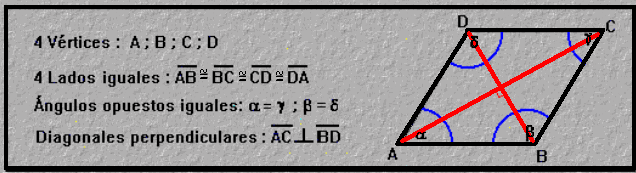 4 Vértices : A ; B ; C ; D
4 Lados iguales : AB ≅ BC ≅ CD ≅ DA
Ángulos opuestos iguales: α = γ ; β = δ
Diagonales perpendiculares : AC ⊥ BD
D
C
δ
γ
α
β
A
B